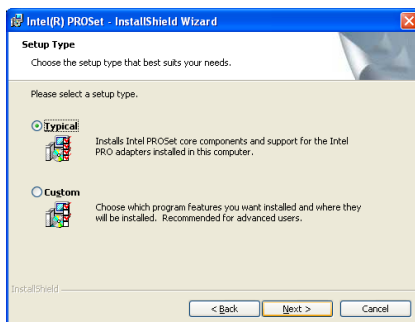 Intel(R) PROSet - InstallShield Wizard
Setup Type
Choose the setup type that best suits your needs.
Please select a setup type.
Typical
Installs Intel PROSet core components and support for the Intel
PRO adapters installed in this computer.
Custom
Choose which program features you want installed and where they
will be installed. Recommended for advanced users.
InstallShield
< Back
Next >
Cancel